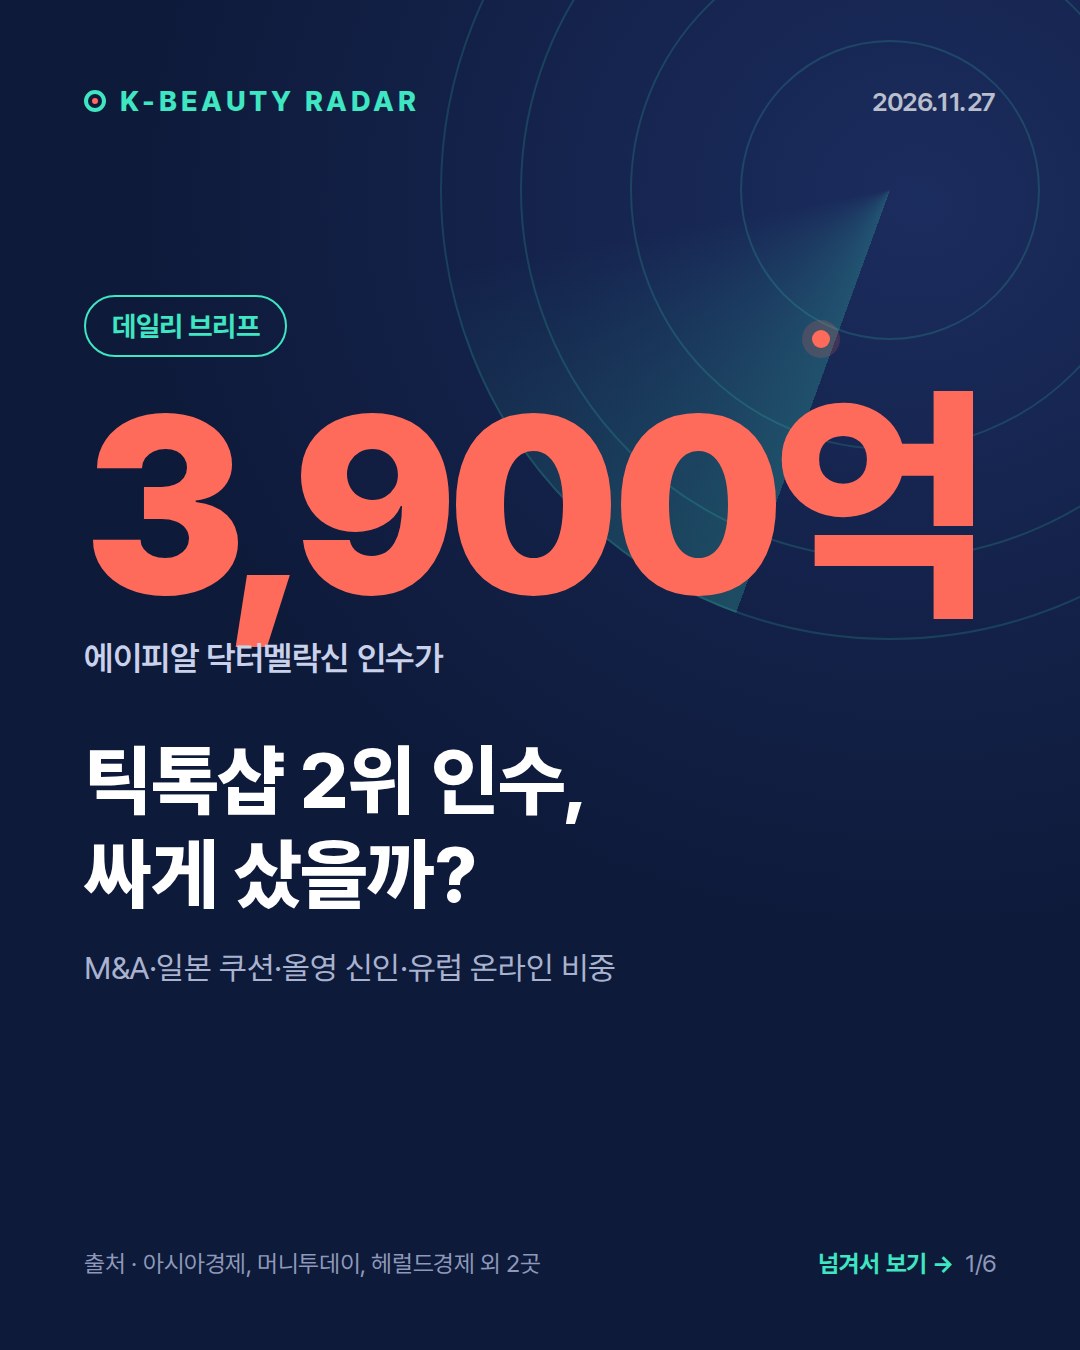 K-BEAUTY RADAR
2026.11.27
데일리 브리프
3,900억
에이피알 닥터멜락신 인수가
틱톡샵 2위 인수,
싸게 샀을까?
M&A·일본 쿠션·올영 신인·유럽 온라인 비중
출처 · 아시아경제, 머니투데이, 헤럴드경제 외 2곳
넘겨서 보기 → 1/6